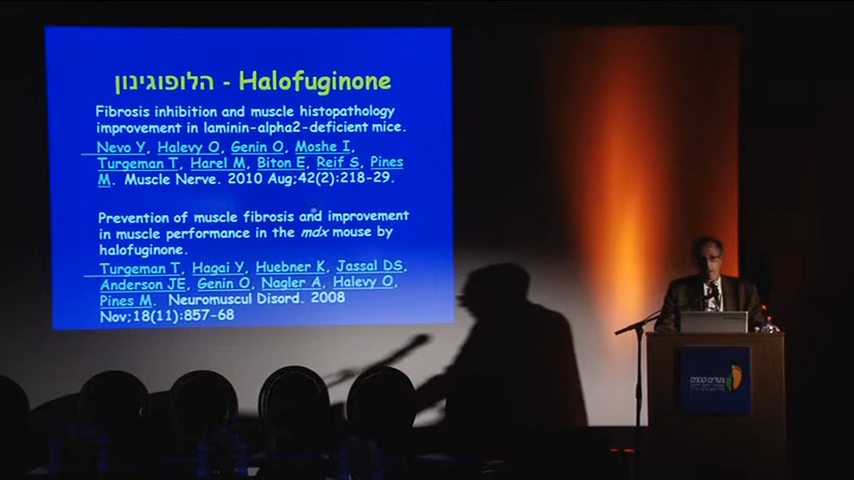 הלופוגינון - Halofuginone
Fibrosis inhibition and muscle histopathology
improvement in laminin-alpha2-deficient mice.
Nevo Y, Halevy O, Genin O, Moshe I,
Turgeman T, Harel M, Biton E, Reif S, Pines
M. Muscle Nerve. 2010 Aug;42(2):218-29.
Prevention of muscle fibrosis and improvement
in muscle performance in the mdx mouse by
halofuginone.
Turgeman T, Hagai Y, Huebner K, Jassal DS,
Anderson JE, Genin O, Nagler A, Halevy O,
Pines M. Neuromuscul Disord. 2008
Nov;18(11):857-68
צעדים קטנים